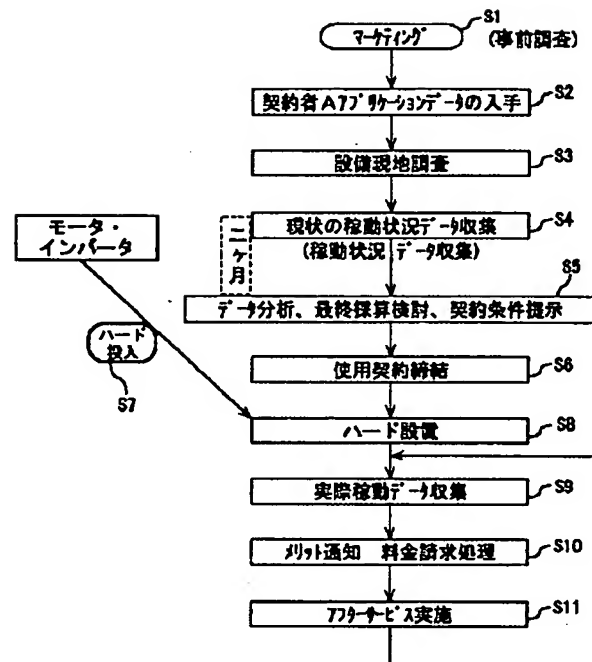 S1
マーケティング
(事前調査)
契約者Aアプリケーションデータの入手
S2
設備現地調査
S3
モータ・
インバータ
二ヶ月
現状の稼動状況データ収集
S4
(稼動状況 データ収集)
S5
データ分析、最終採算検討、契約条件提示
ハード
投入
S7
使用契約締結
S6
ハード設置
S8
実際稼動データ収集
S9
メリット通知 料金請求処理
S10
アフターサービス実施
S11